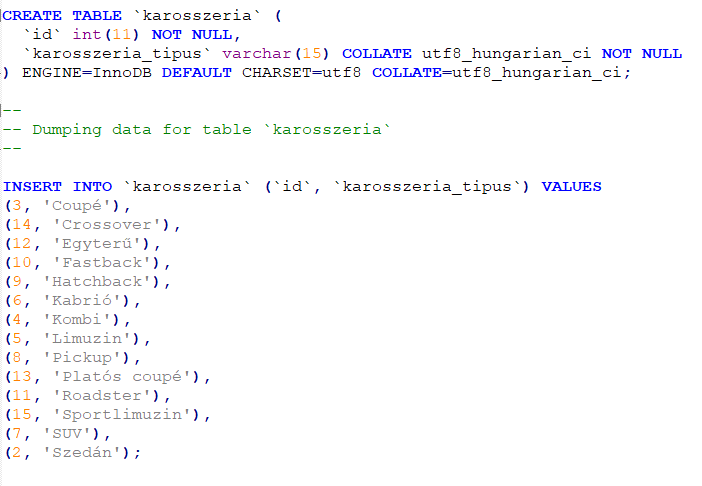 CREATE TABLE `karosszeria` (
  `id` int(11) NOT NULL,
  `karosszeria_tipus` varchar(15) COLLATE utf8_hungarian_ci NOT NULL
) ENGINE=InnoDB DEFAULT CHARSET=utf8 COLLATE=utf8_hungarian_ci;
--
-- Dumping data for table `karosszeria`
--
INSERT INTO `karosszeria` (`id`, `karosszeria_tipus`) VALUES
(3, 'Coupé'),
(14, 'Crossover'),
(12, 'Egyterű'),
(10, 'Fastback'),
(9, 'Hatchback'),
(6, 'Kabrió'),
(4, 'Kombi'),
(5, 'Limuzin'),
(8, 'Pickup'),
(13, 'Platós coupé'),
(11, 'Roadster'),
(15, 'Sportlimuzin'),
(7, 'SUV'),
(2, 'Szedán');